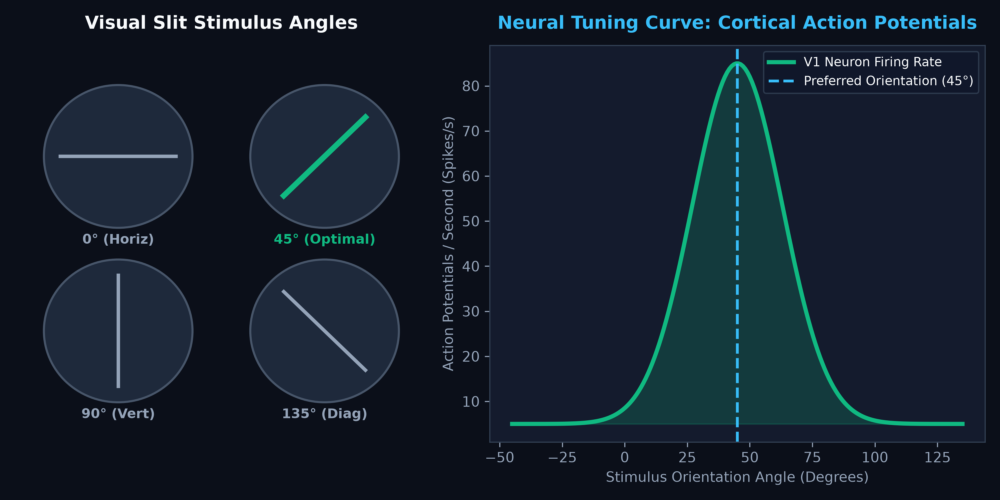 Visual Slit Stimulus Angles
0° (Horiz)
45° (Optimal)
90° (Vert)
135° (Diag)
Neural Tuning Curve: Cortical Action Potentials
V1 Neuron Firing Rate
Preferred Orientation (45°)
Action Potentials / Second (Spikes/s)
80
70
60
50
40
30
20
10
−50
−25
0
25
50
75
100
125
Stimulus Orientation Angle (Degrees)